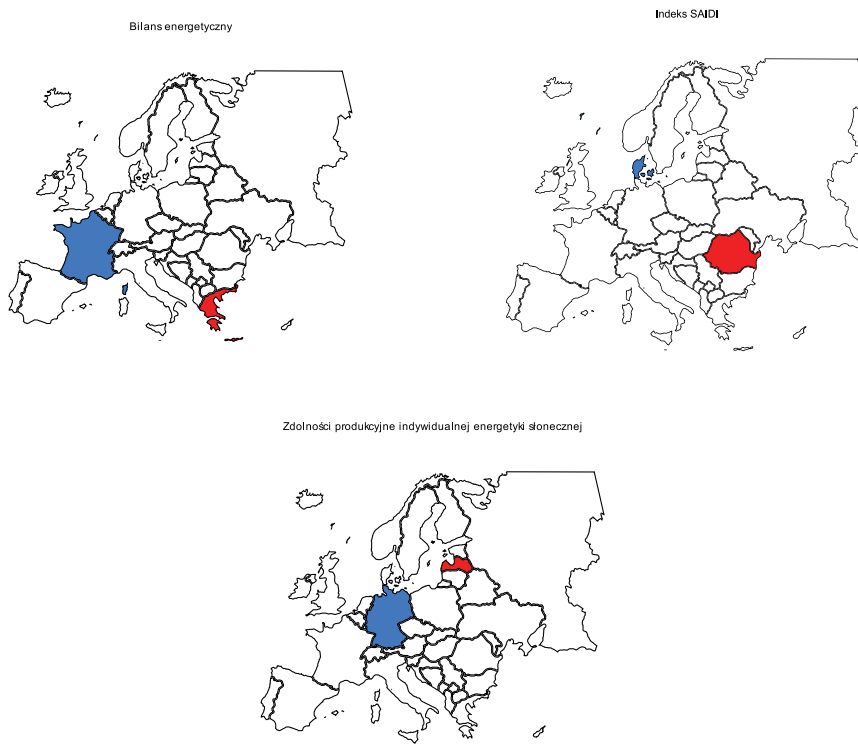 Bilans energetyczny
Indeks SAIDI
Zdolności produkcyjne indywidualnej energetyki słonecznej